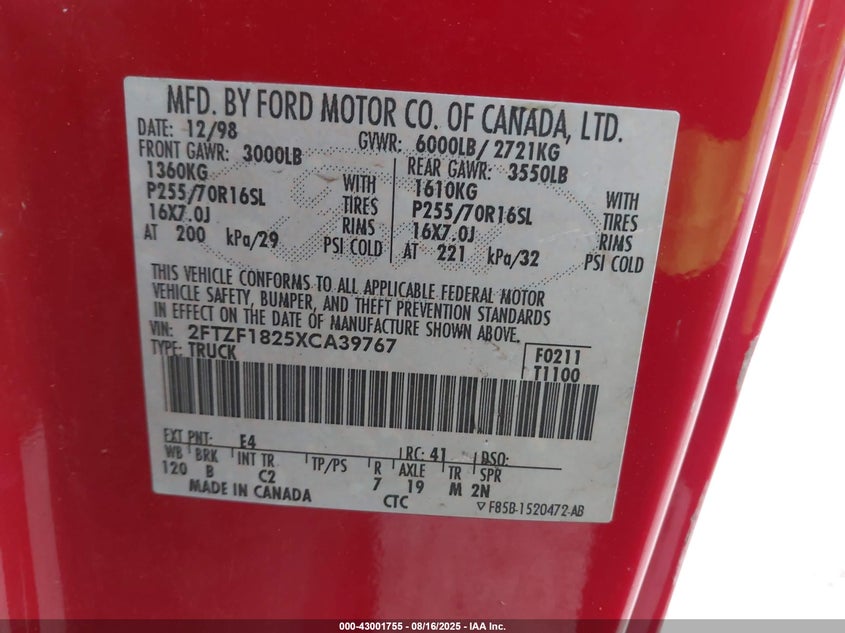 MFD. BY FORD MOTOR CO. OF CANADA, LTD.
DATE: 12/98 GVWR: 6000LB/ 2721KG
FRONT GAWR: 3000LB REAR GAWR: 3550LB
1360KG WITH 1610KG WITH
P255/70R16SL TIRES P255/70R16SL TIRES
16X7.0J RIMS 16X7.0J RIMS
AT 200 kPa/29 PSI COLD AT 221 kPa/32 PSI COLD
THIS VEHICLE CONFORMS TO ALL APPLICABLE FEDERAL MOTOR
VEHICLE SAFETY, BUMPER, AND THEFT PREVENTION STANDARDS
IN EFFECT ON THE DATE OF MANUFACTURE SHOWN ABOVE.
VIN: 2FTZF1825XCA39767 F0211
TYPE: TRUCK T1100
EXT PNT: E4 RC: 41 DSO:
WB BRK INT TR TP/PS R AXLE TR SPR
120 B C2 7 19 M 2N
MADE IN CANADA CTC ▽ F85B-1520472-AB
000-43001755 - 08/16/2025 - IAA Inc.